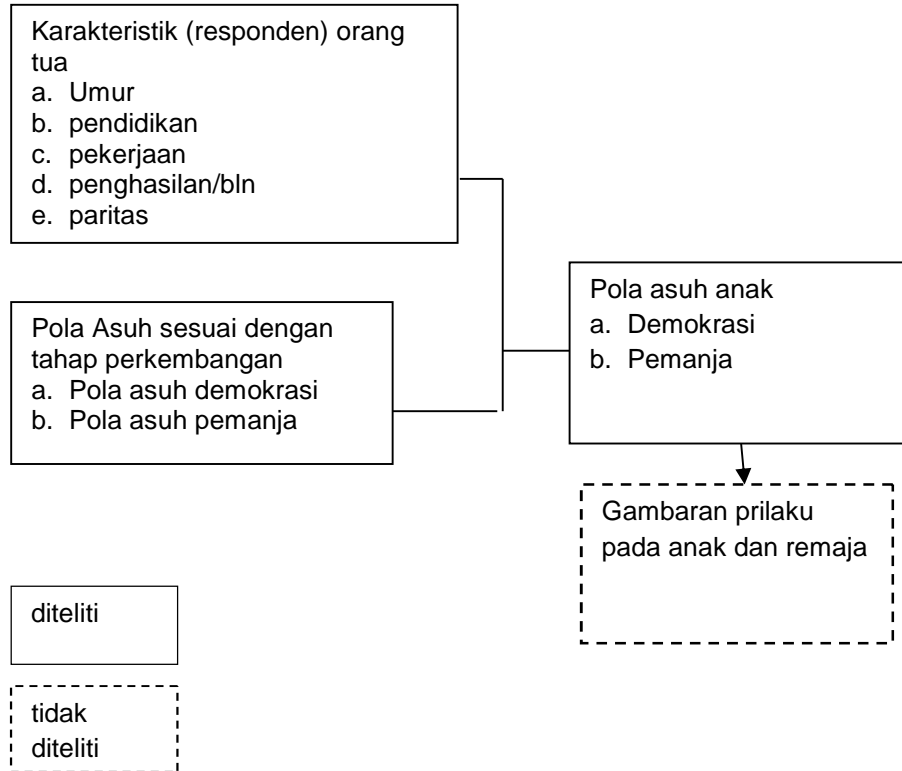 Karakteristik (responden) orang
tua
a. Umur
b. pendidikan
c. pekerjaan
d. penghasilan/bln
e. paritas
Pola Asuh sesuai dengan
tahap perkembangan
a. Pola asuh demokrasi
b. Pola asuh pemanja
Pola asuh anak
a. Demokrasi
b. Pemanja
Gambaran prilaku
pada anak dan remaja
diteliti
tidak
diteliti